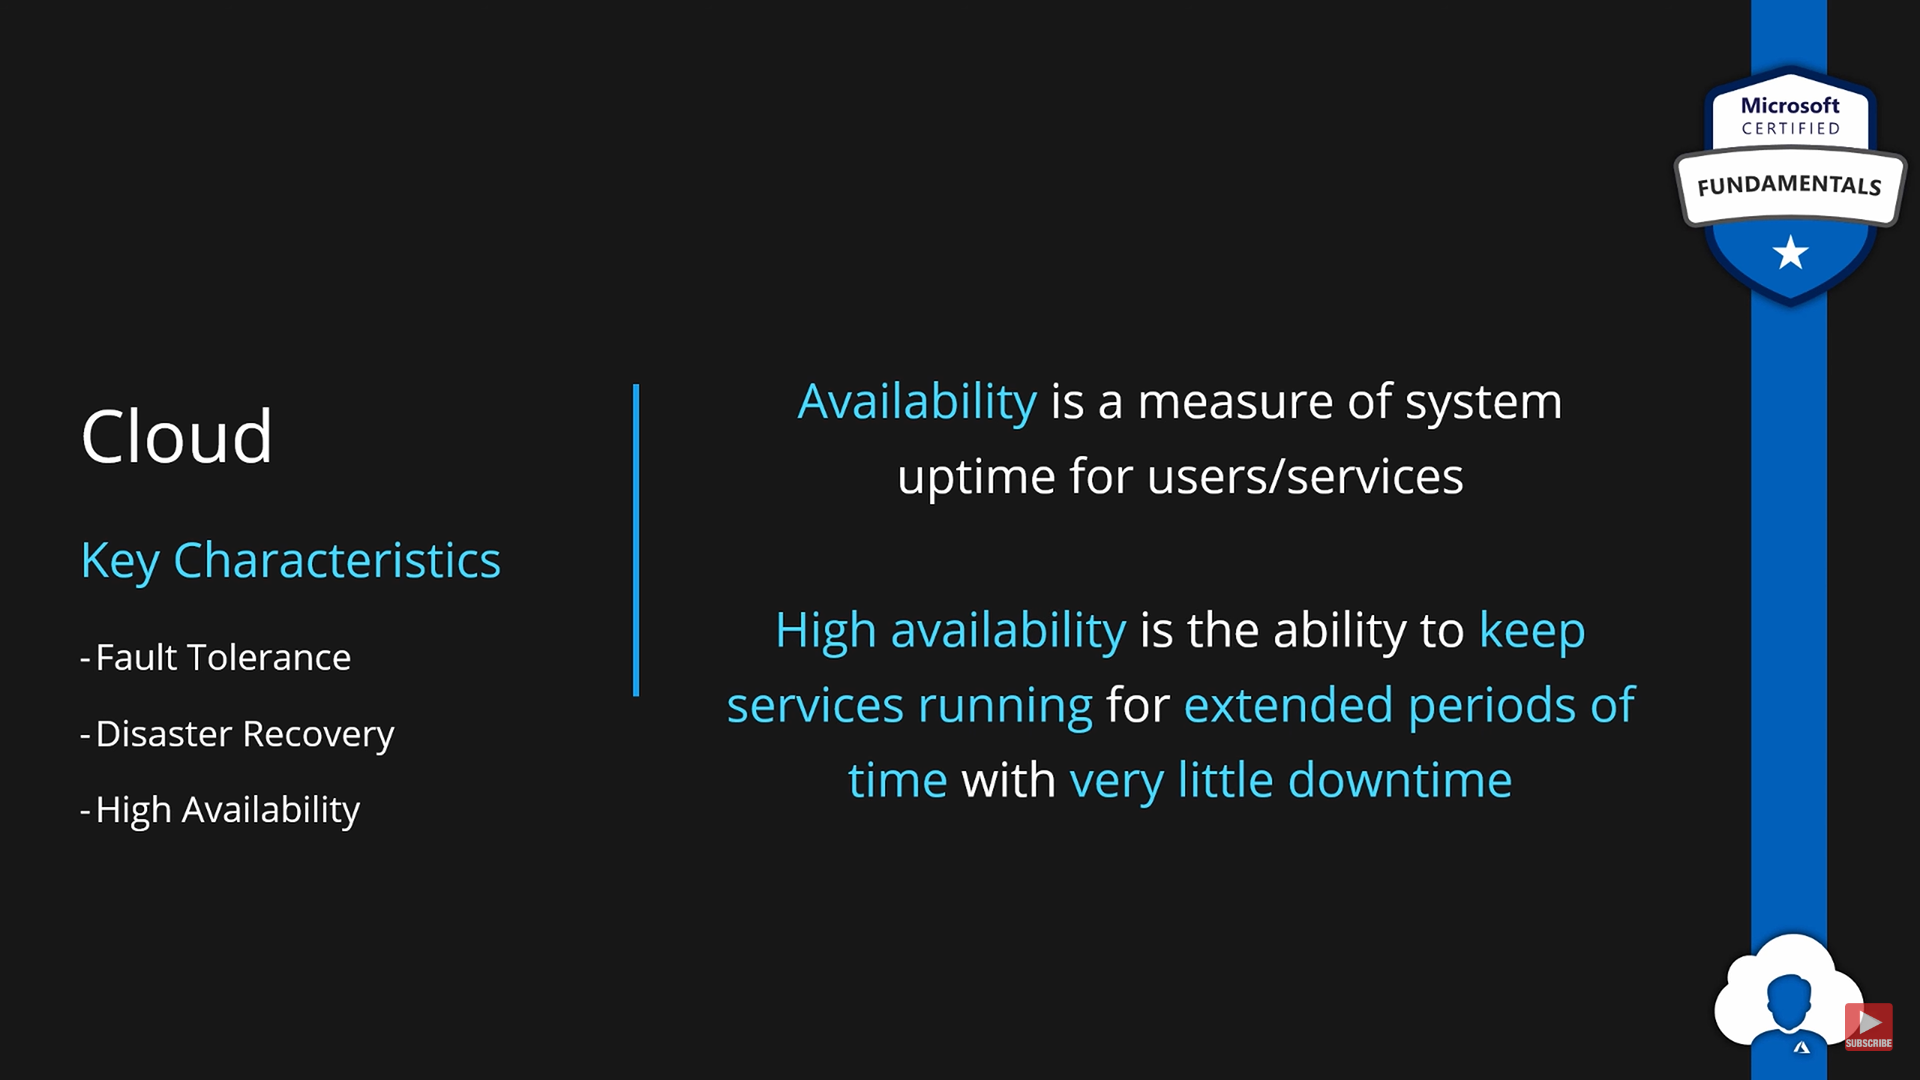 Microsoft
CERTIFIED
FUNDAMENTALS
Cloud
Key Characteristics
-Fault Tolerance
-Disaster Recovery
-High Availability
Availability is a measure of system
uptime for users/services
High availability is the ability to keep
services running for extended periods of
time with very little downtime
SUBSCRIBE